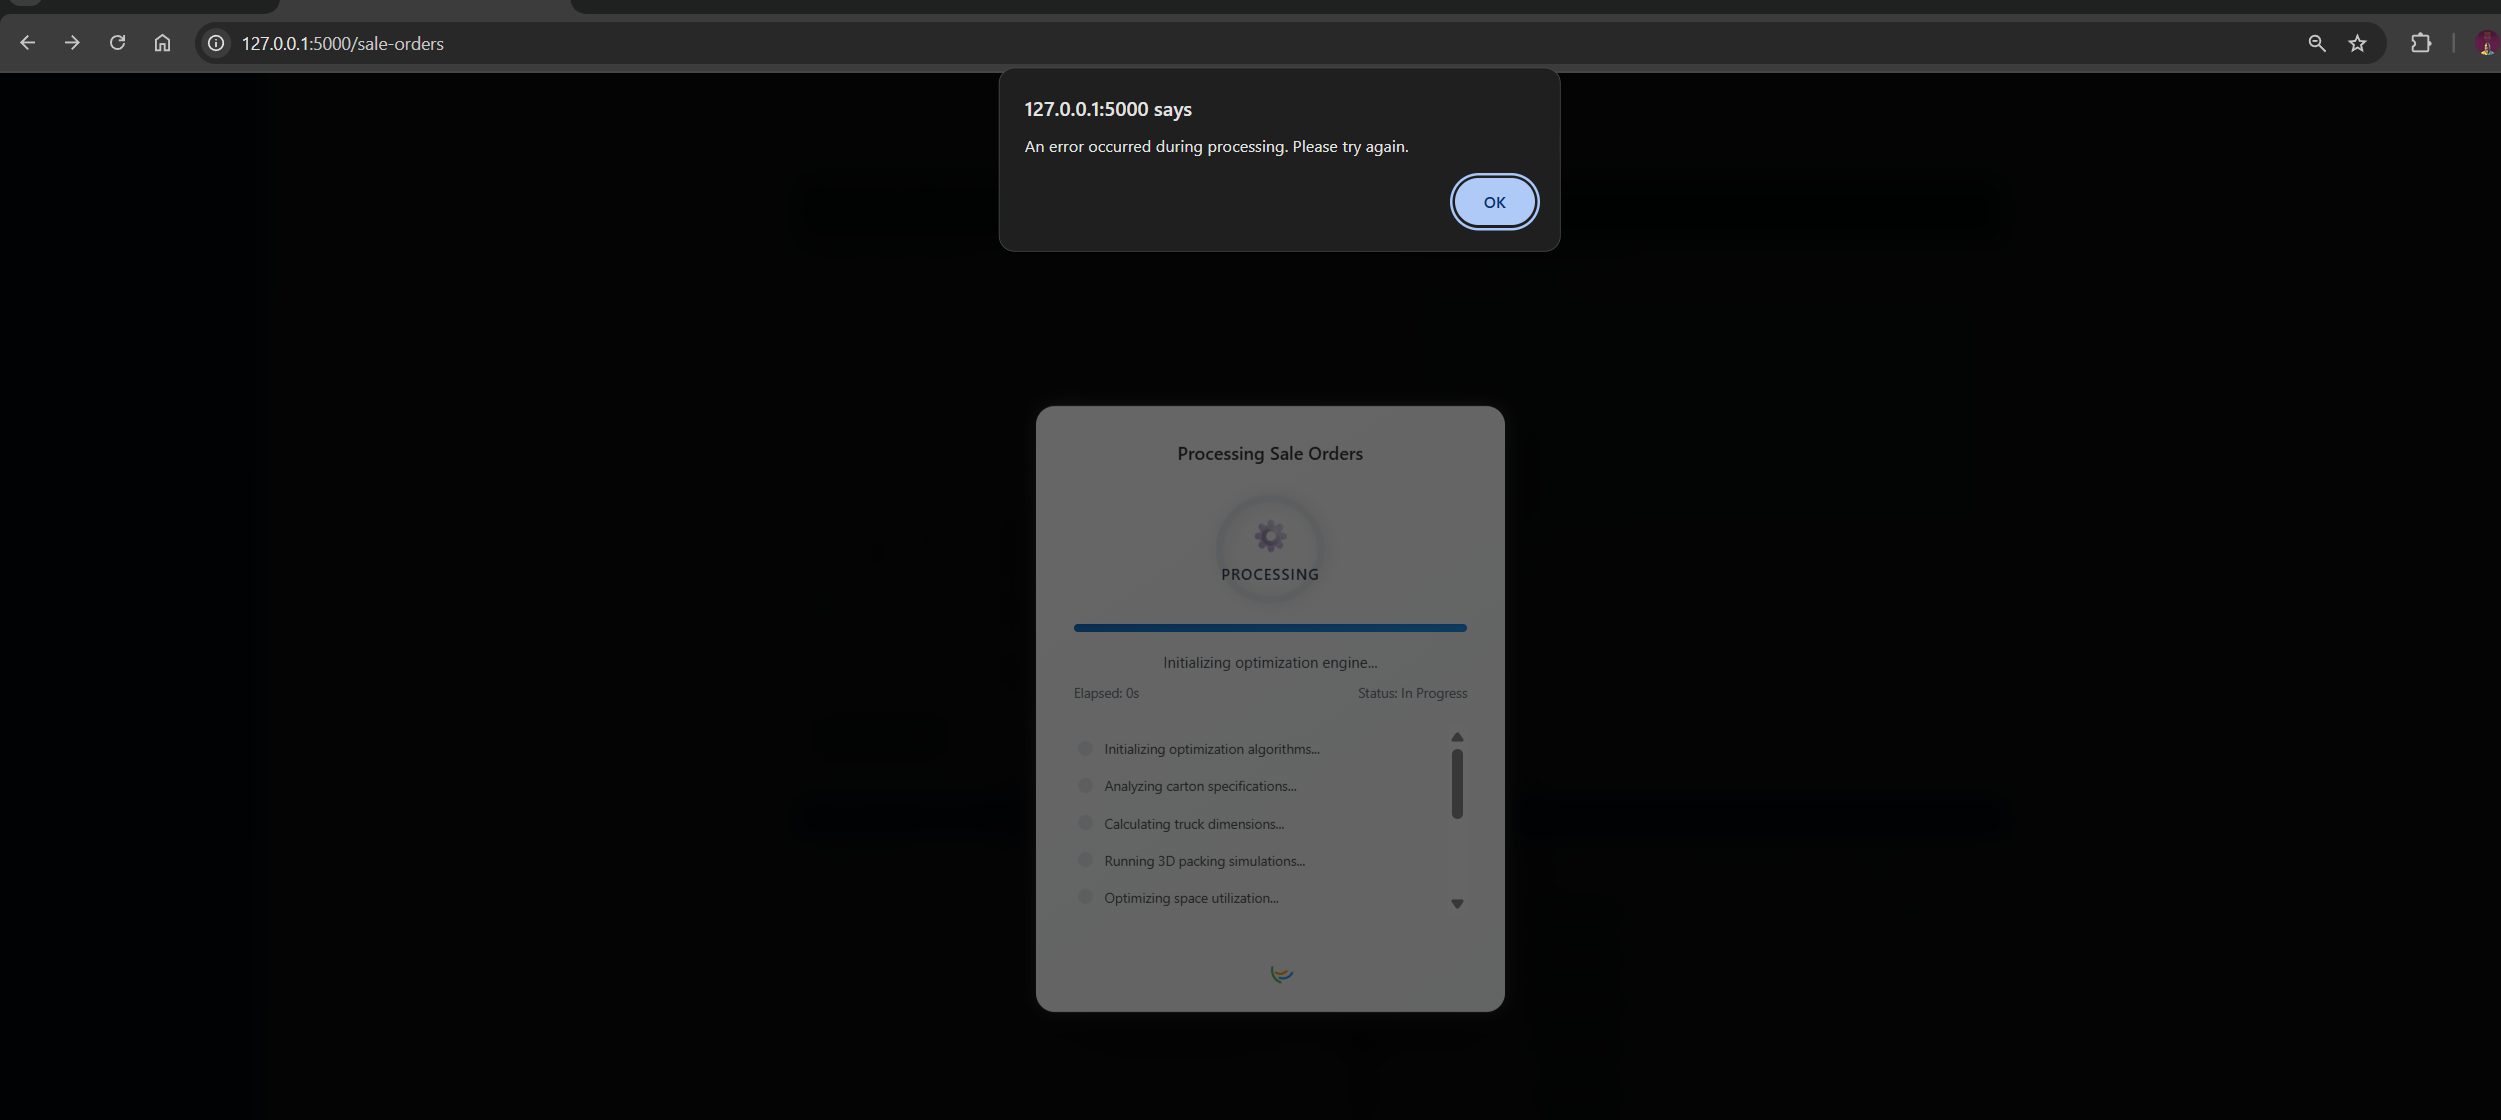 127.0.0.1:5000/sale-orders
127.0.0.1:5000 says
An error occurred during processing. Please try again.
OK
Processing Sale Orders
PROCESSING
Initializing optimization engine...
Elapsed: 0s
Status: In Progress
Initializing optimization algorithms...
Analyzing carton specifications...
Calculating truck dimensions...
Running 3D packing simulations...
Optimizing space utilization...